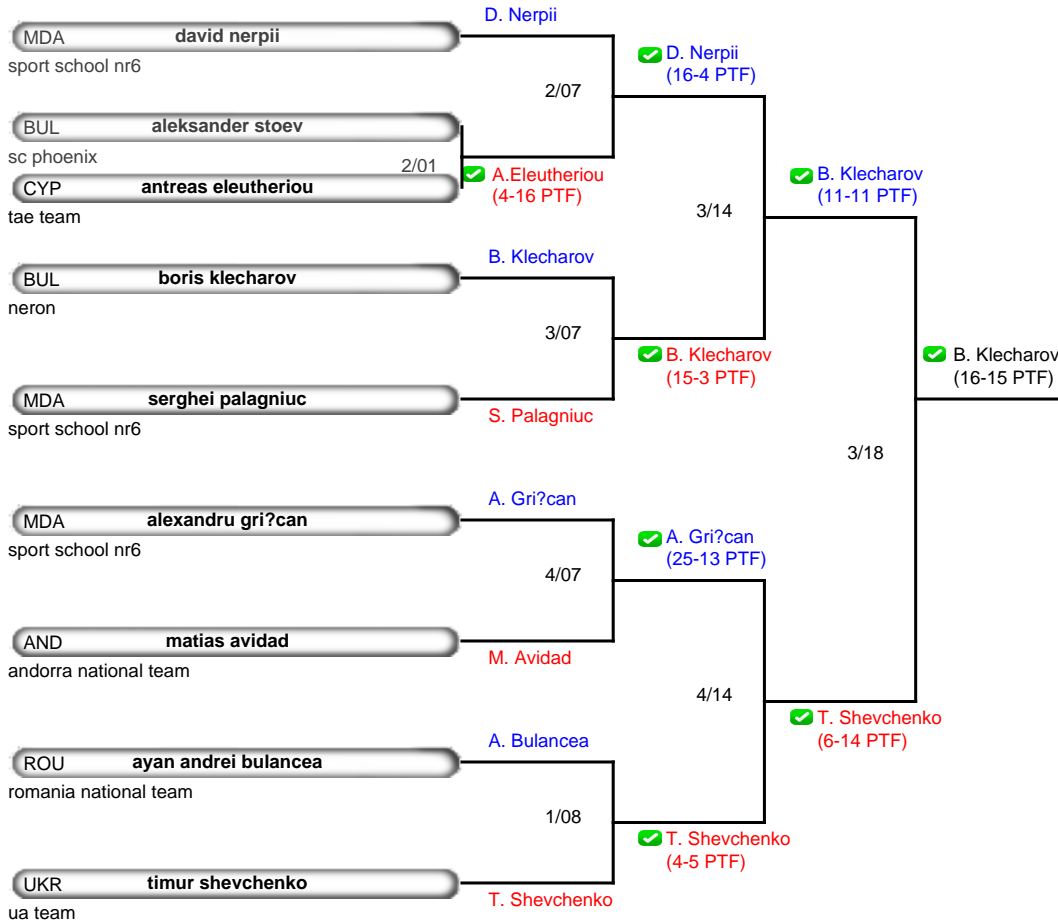 D. Nerpii
MDA david nerpii
sport school nr6
D. Nerpii
(16-4 PTF)
2/07
BUL aleksander stoev
sc phoenix
2/01
A.Eleutheriou
(4-16 PTF)
CYP antreas eleutheriou
tae team
B. Klecharov
(11-11 PTF)
3/14
B. Klecharov
BUL boris klecharov
neron
3/07
B. Klecharov
(15-3 PTF)
B. Klecharov
(16-15 PTF)
MDA serghei palagniuc
sport school nr6
S. Palagniuc
3/18
A. Gri?can
MDA alexandru gri?can
sport school nr6
A. Gri?can
(25-13 PTF)
4/07
AND matias avidad
andorra national team
M. Avidad
4/14
T. Shevchenko
(6-14 PTF)
A. Bulancea
ROU ayan andrei bulancea
romania national team
1/08
T. Shevchenko
(4-5 PTF)
UKR timur shevchenko
ua team
T. Shevchenko